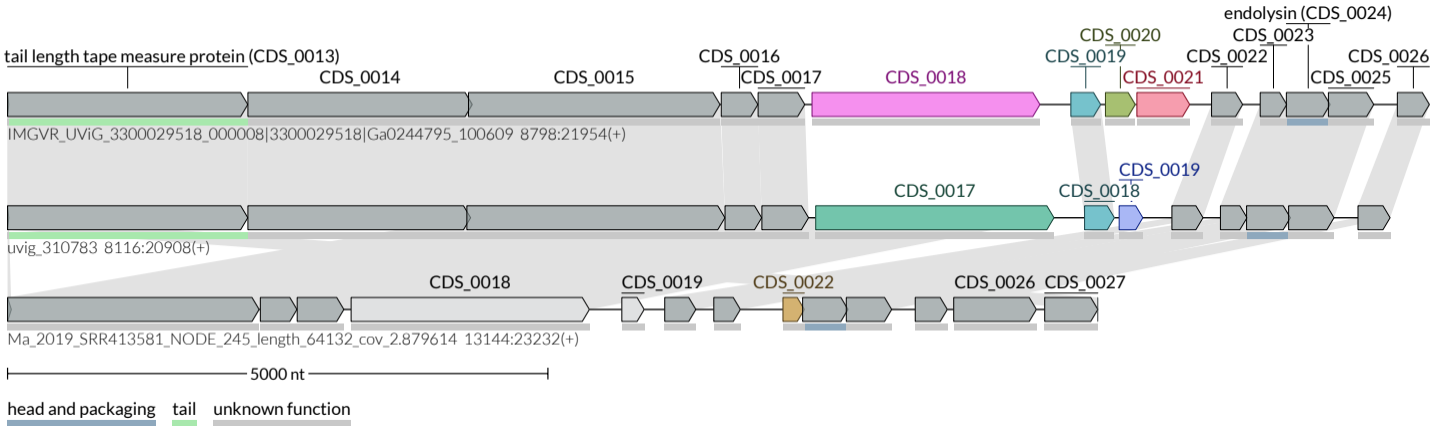 endolysin (CDS_0024)
CDS_0020 CDS_0023
tail length tape measure protein (CDS_0013) CDS_0016 CDS_0019 CDS_0022 CDS_0026
CDS_0014 CDS_0015 CDS_0017 CDS_0018 CDS_0021 CDS_0025
IMGVR_UViG_3300029518_000008|3300029518|Ga0244795_100609 8798:21954(+)
CDS_0019
CDS_0017 CDS_0018
uvig_310783 8116:20908(+)
CDS_0018 CDS_0019 CDS_0022 CDS_0026 CDS_0027
Ma_2019_SRR413581_NODE_245_length_64132_cov_2.879614 13144:23232(+)
5000 nt
head and packaging tail unknown function